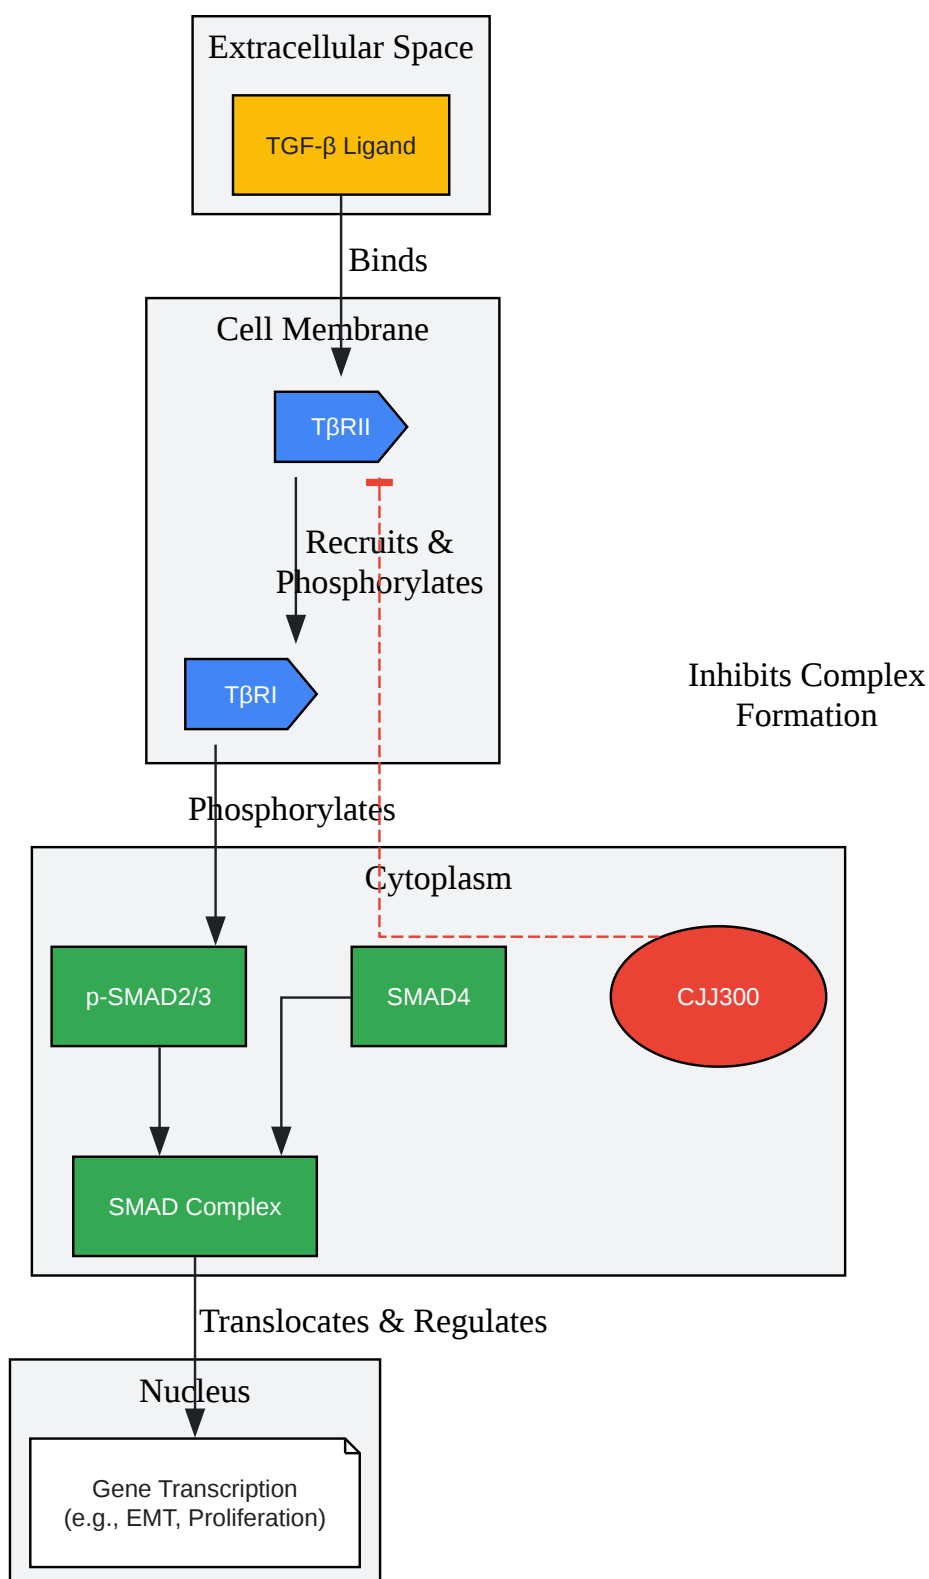 Extracellular Space
TGF-β Ligand
Binds
Cell Membrane
TβRII
Recruits &
Phosphorylates
TβRI
Inhibits Complex
Formation
Phosphorylates
Cytoplasm
p-SMAD2/3
SMAD4
CJJ300
SMAD Complex
Translocates & Regulates
Nucleus
Gene Transcription
(e.g., EMT, Proliferation)